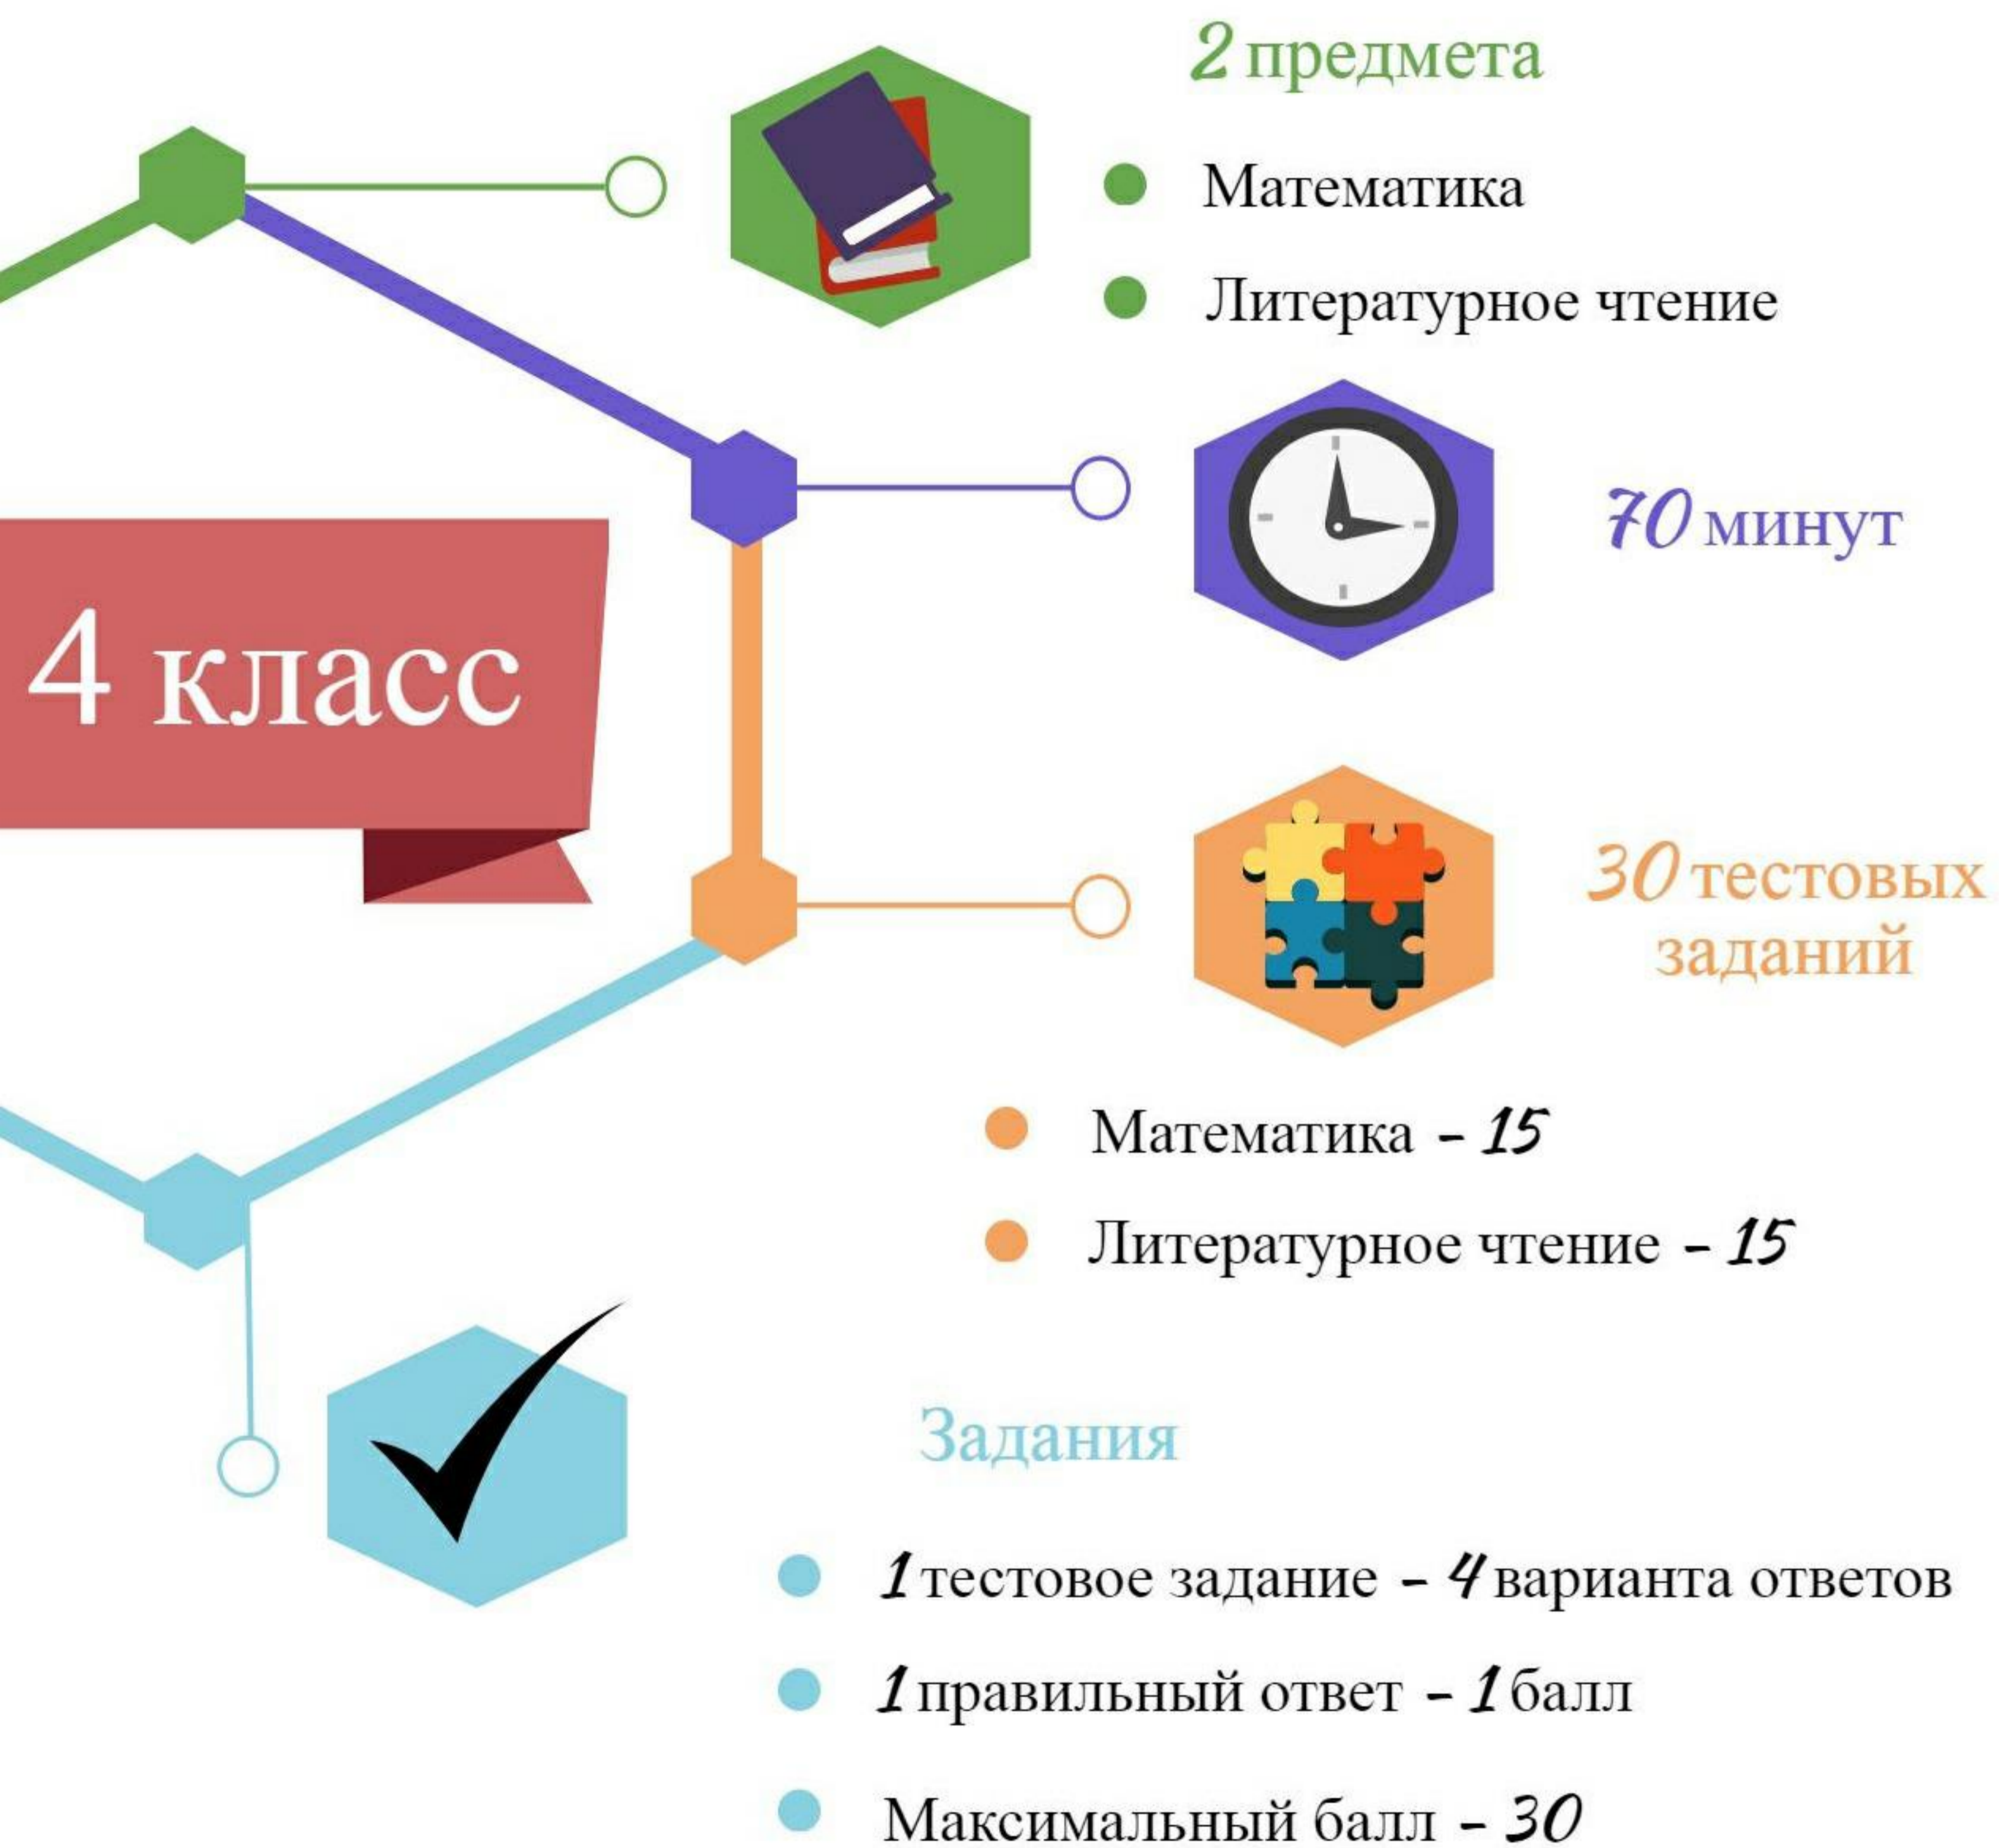 2 предмета
Математика
Литературное чтение
70 минут
4 класс
30 тестовых
заданий
Математика - 15
Литературное чтение - 15
Задания
1 тестовое задание - 4 варианта ответов
1 правильный ответ - 1 балл
Максимальный балл - 30